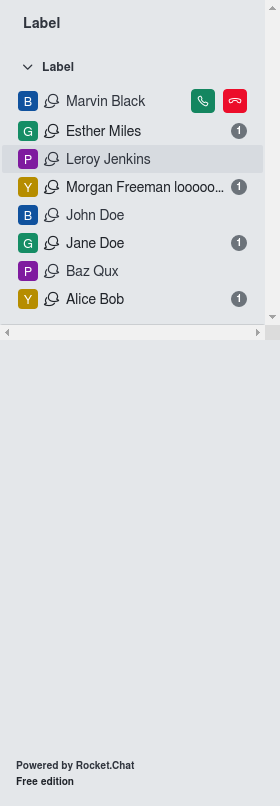 Label
Label
B Marvin Black
G Esther Miles 1
P Leroy Jenkins
Y Morgan Freeman looooo... 1
B John Doe
G Jane Doe 1
P Baz Qux
Y Alice Bob 1
Powered by Rocket.Chat
Free edition